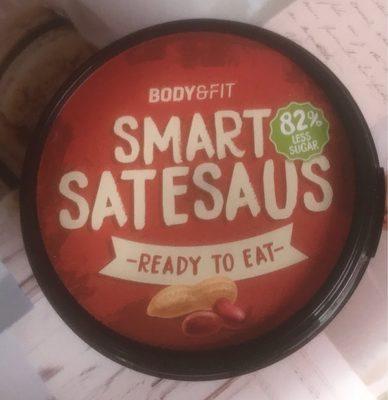 BODY&FIT
SMART
82%
LESS
SUGAR
SATESAUS
-READY TO EAT-